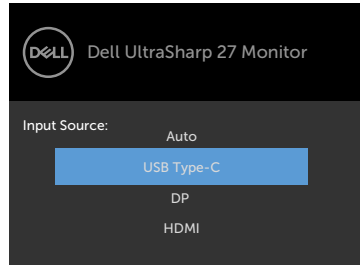 DELL
Dell UltraSharp 27 Monitor
Input Source:
Auto
USB Type-C
DP
HDMI